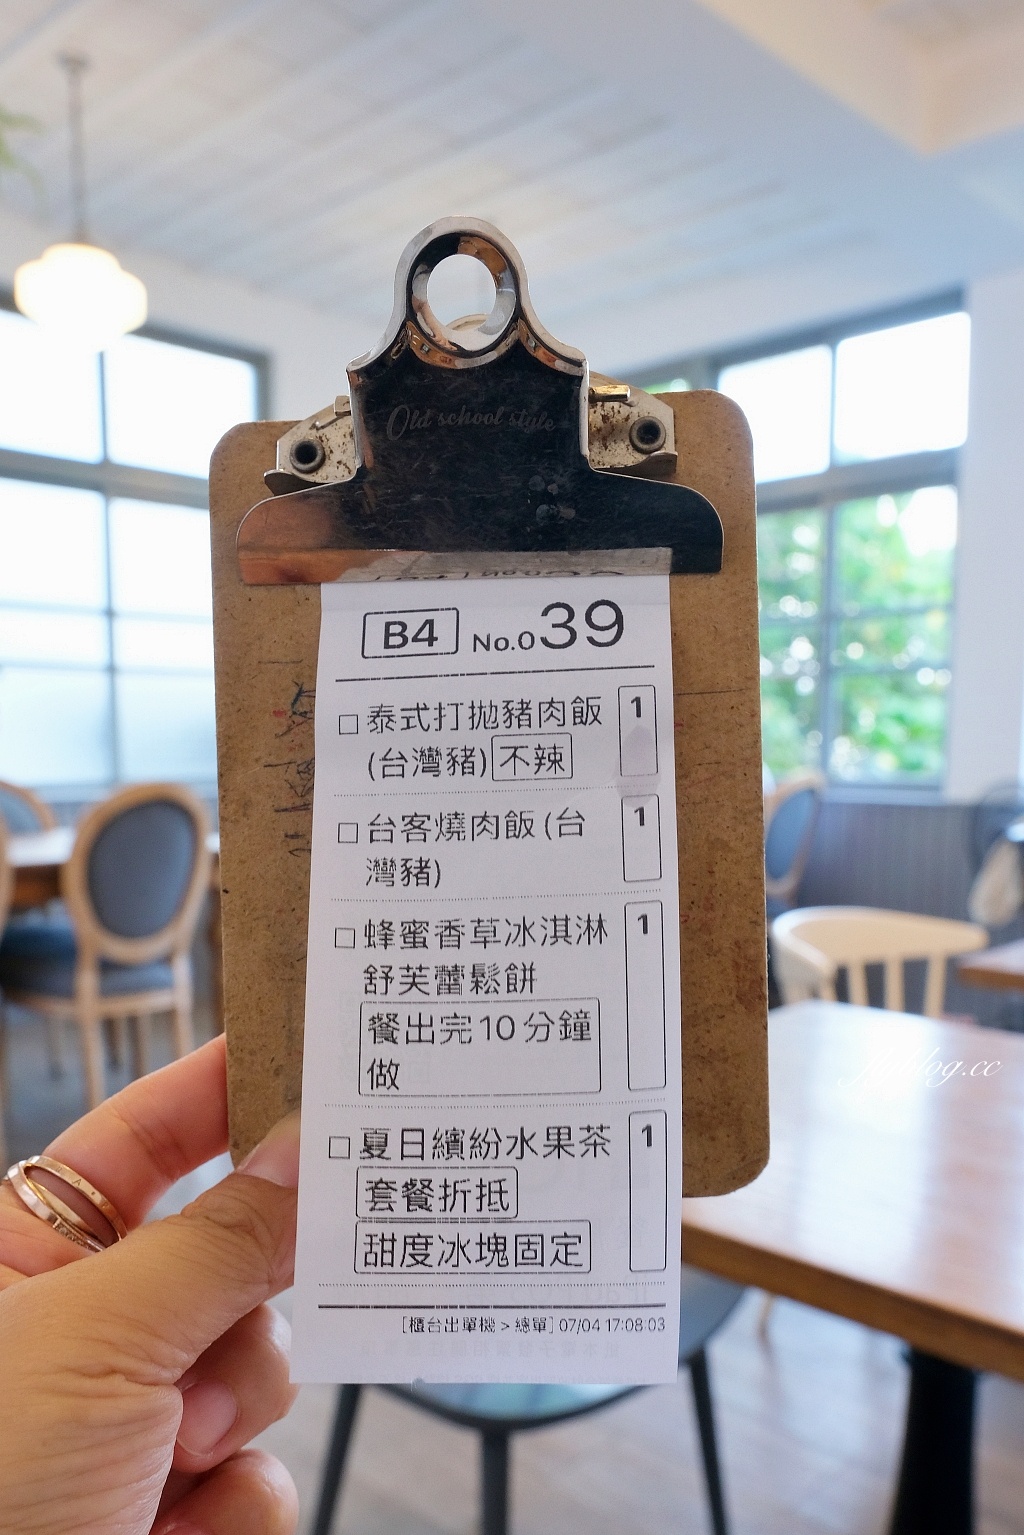 Old school style
B4 No.039
泰式打拋豬肉飯 1
(台灣豬) 不辣
台客燒肉飯(台 1
灣豬)
蜂蜜香草冰淇淋 1
舒芙蕾鬆餅
餐出完10分鐘
做
夏日繽紛水果茶 1
套餐折抵
甜度冰塊固定
[櫃台出單機 > 總單] 07/04 17:08:03